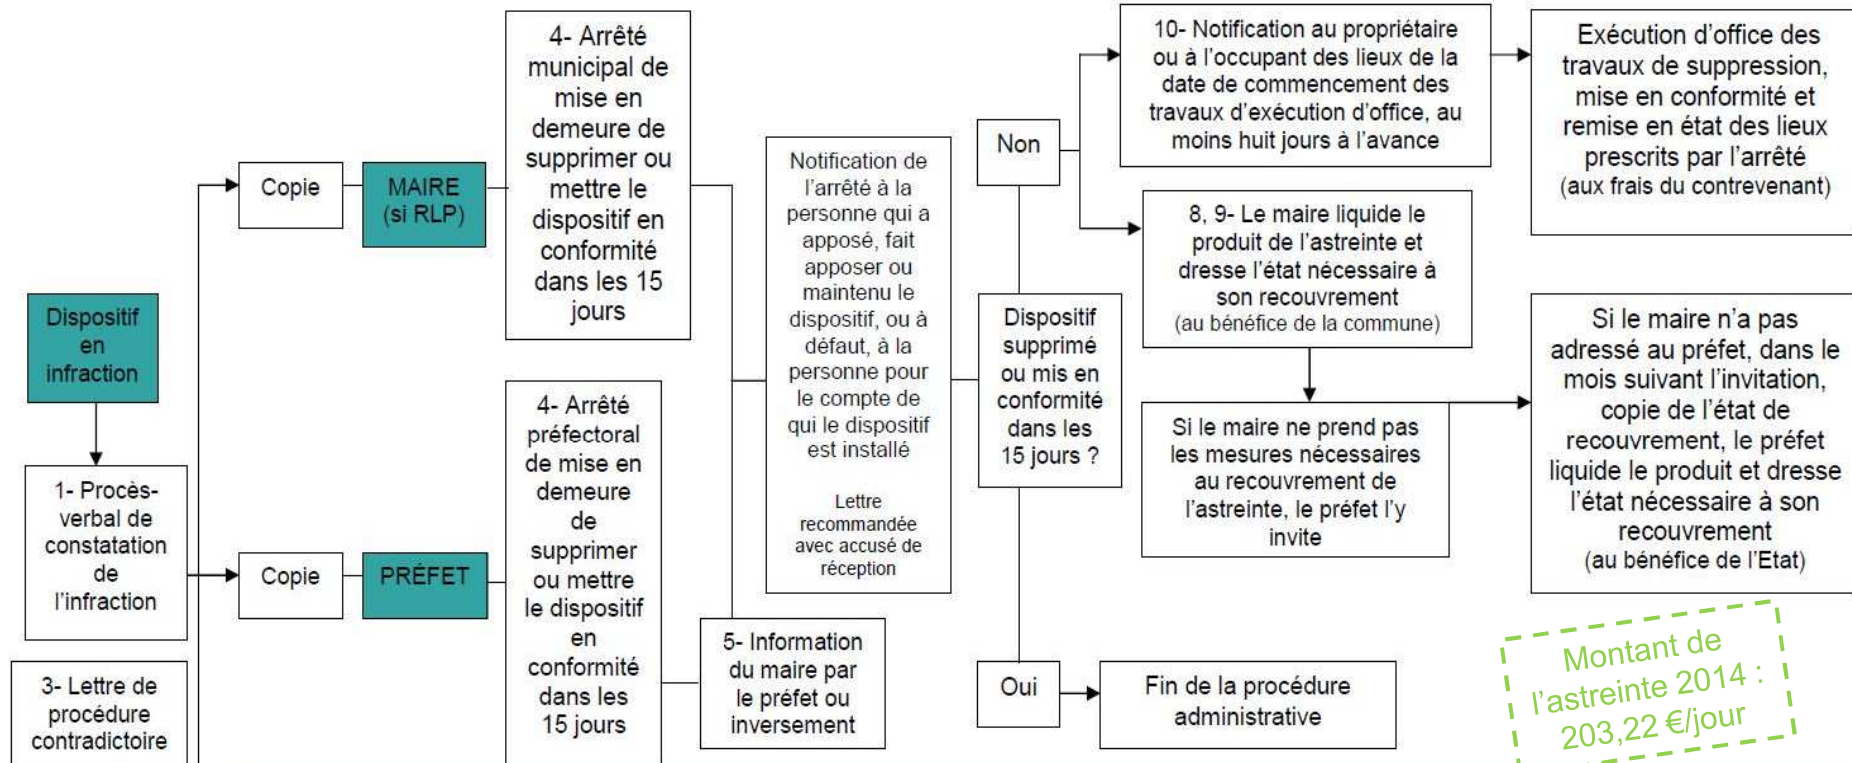 Dispositif
en
infraction
1- Procès-
verbal de
constatation
de
l'infraction
3- Lettre de
procédure
contradictoire
Copie
MAIRE
(si RLP)
4- Arrêté
municipal de
mise en
demeure de
supprimer ou
mettre le
dispositif en
conformité
dans les 15
jours
Copie
PRÉFET
4- Arrêté
préfectoral
de mise en
demeure
de
supprimer
ou mettre
le dispositif
en
conformité
dans les
15 jours
5- Information
du maire par
le préfet ou
inversement
Notification de
l'arrêté à la
personne qui a
apposé, fait
apposer ou
maintenu le
dispositif, ou à
défaut, à la
personne pour
le compte de
qui le dispositif
est installé
Lettre
recommandée
avec accusé de
réception
Dispositif
supprimé
ou mis en
conformité
dans les
15 jours ?
Non
10- Notification au propriétaire
ou à l'occupant des lieux de la
date de commencement des
travaux d'exécution d'office, au
moins huit jours à l'avance
Exécution d'office des
travaux de suppression,
mise en conformité et
remise en état des lieux
prescrits par l'arrêté
(aux frais du contrevenant)
8, 9- Le maire liquide le
produit de l'astreinte et
dresse l'état nécessaire à
son recouvrement
(au bénéfice de la commune)
Si le maire ne prend pas
les mesures nécessaires
au recouvrement de
l'astreinte, le préfet l'y
invite
Si le maire n'a pas
adressé au préfet, dans le
mois suivant l'invitation,
copie de l'état de
recouvrement, le préfet
liquide le produit et dresse
l'état nécessaire à son
recouvrement
(au bénéfice de l'Etat)
Oui
Fin de la procédure
administrative
Montant de
l'astreinte 2014 :
203,22 €/jour